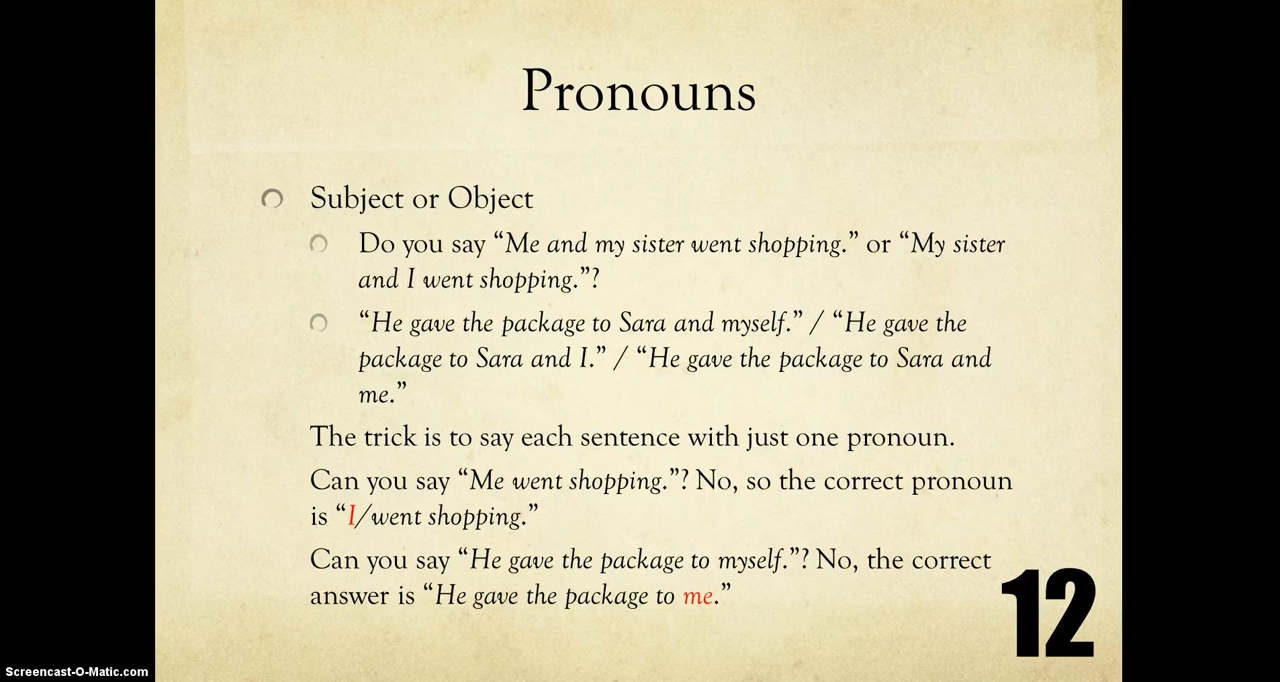 Pronouns
Subject or Object
Do you say “Me and my sister went shopping.” or “My sister
and I went shopping.”?
“He gave the package to Sara and myself.” / “He gave the
package to Sara and I.” / “He gave the package to Sara and
me.”
The trick is to say each sentence with just one pronoun.
Can you say “Me went shopping.”? No, so the correct pronoun
is “I/went shopping.”
Can you say “He gave the package to myself.”? No, the correct
answer is “He gave the package to me.”
12
Screencast-O-Matic.com